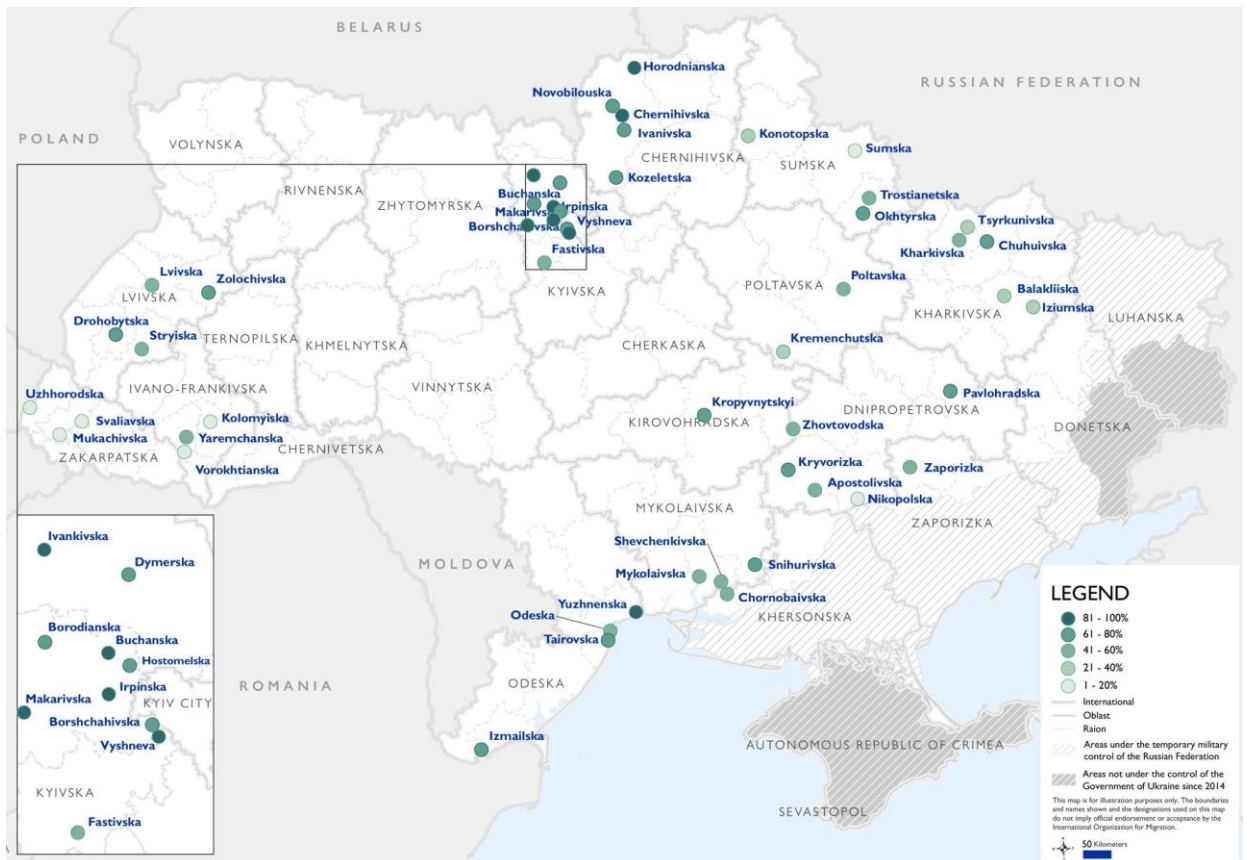 BELARUS
RUSSIAN FEDERATION
POLAND
Horodnianska
Novobilouska
Chernihivska
Ivanivska
Konotopska
VOLYNSKA
CHERNIHIVSKA
SUMSKA
Sumska
RIVNENSKA
Kozeletska
ZHYTOMYRSKA
Buchanska
Makarivska
Irpinska
Borshchahivska
Vyshneva
Fastivska
Trostianetska
Okhtyrska
Tsyrkunivska
Kharkivska
Chuhuivska
Lvivska
Zolochivska
LVIVSKA
KYIVSKA
POLTAVSKA
Poltavska
Balakliiska
KHARKIVSKA
Iziumska
LUHANSKA
Drohobytska
Stryiska
TERNOPILSKA
KHMELNYTSKA
CHERKASKA
Kremenchutska
IVANO-FRANKIVSKA
VINNYTSKA
Uzhhorodska
Svaliavska
Mukachivska
ZAKARPATSKA
Kolomyiska
Yaremchanska
Vorokhtianska
CHERNIVETSKA
Kropyvnytskyi
KIROVOHRADSKA
Pavlohradska
DNIPROPETROVSKA
Zhovtovodska
DONETSKA
Kryvorizka
Zaporizka
Apostolivska
Nikopolska
ZAPORIZKA
MYKOLAIVSKA
Shevchenkivska
Snihurivska
Mykolaivska
Chornobaivska
KHERSONSKA
MOLDOVA
Yuzhnenska
Odeska
Tairovska
ODESKA
Izmailska
ROMANIA
AUTONOMOUS REPUBLIC OF CRIMEA
SEVASTOPOL
Ivankivska
Dymerska
Borodianska
Buchanska
Hostomelska
Irpinska
Makarivska
KYIV CITY
Borshchahivska
Vyshneva
KYIVSKA
Fastivska
LEGEND
81 - 100%
61 - 80%
41 - 60%
21 - 40%
1 - 20%
International
Oblast
Raion
Areas under the temporary military
control of the Russian Federation
Areas not under the control of the
Government of Ukraine since 2014
This map is for illustration purposes only. The boundaries
and names shown and the designations used on this map
do not imply official endorsement or acceptance by the
International Organization for Migration.
50 Kilometers